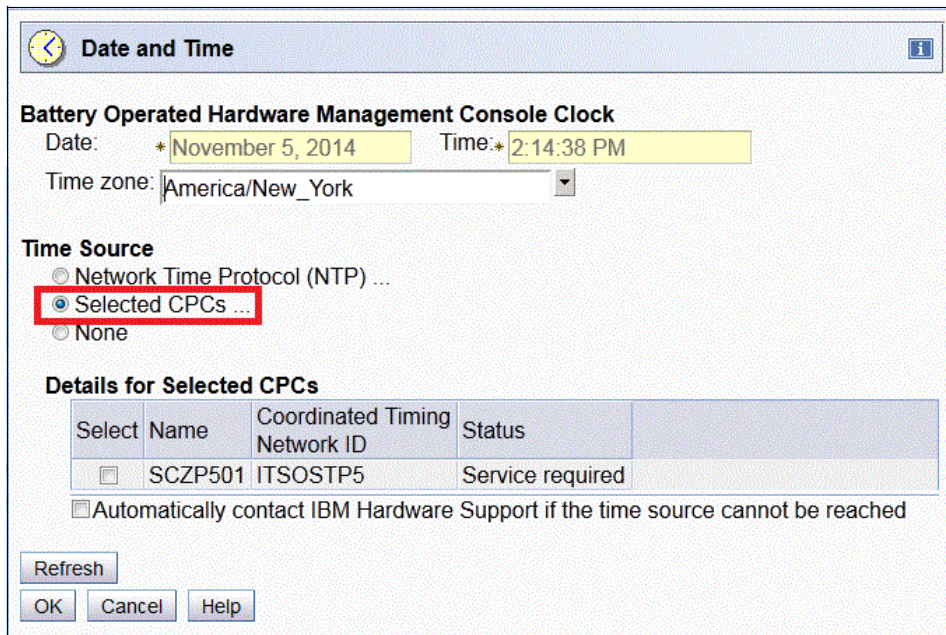 Date and Time
Battery Operated Hardware Management Console Clock
Date: * November 5, 2014 Time: * 2:14:38 PM
Time zone: America/New_York
Time Source
Network Time Protocol (NTP) ...
Selected CPCs ...
None
Details for Selected CPCs
Select Name Coordinated Timing Network ID Status
SCZP501 ITSOSTP5 Service required
Automatically contact IBM Hardware Support if the time source cannot be reached
Refresh
OK Cancel Help